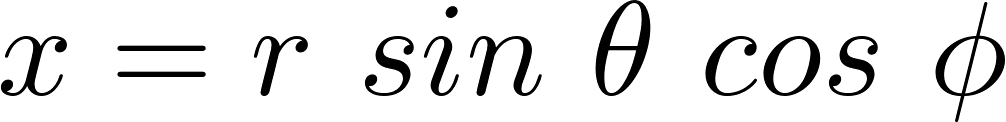 x = r sin θ cos ϕ